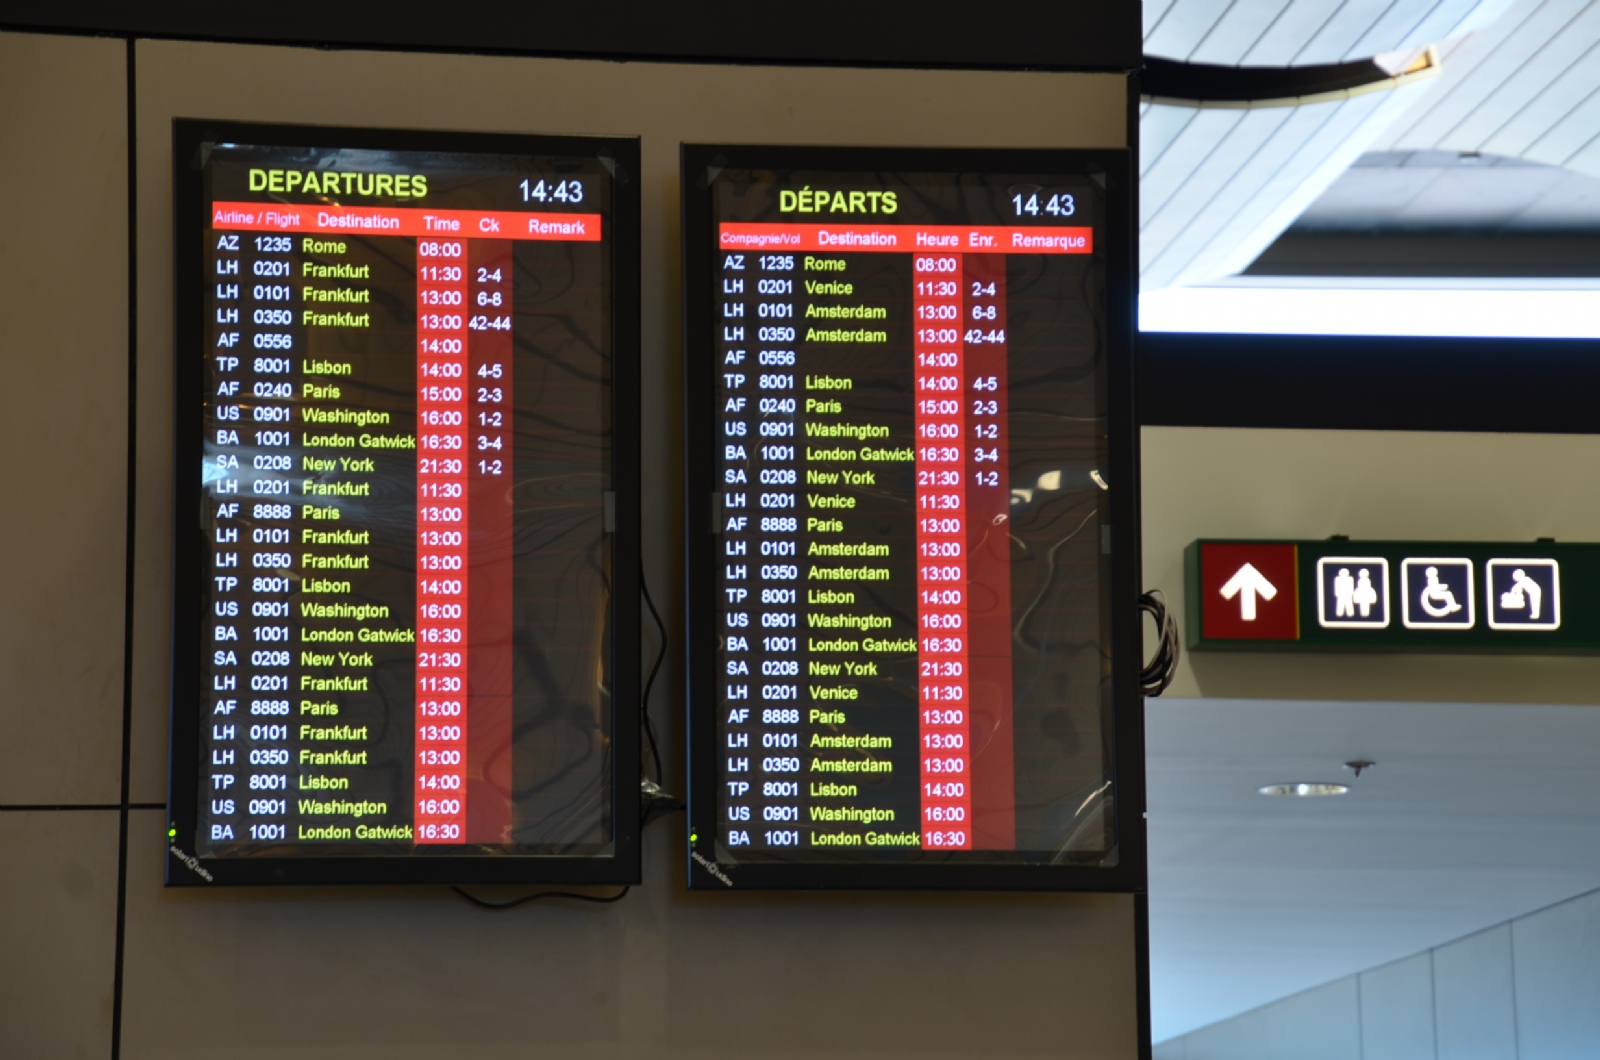 DEPARTURES 14:43
Airline / Flight Destination Time Ck Remark
AZ 1235 Rome 08:00
LH 0201 Frankfurt 11:30 2-4
LH 0101 Frankfurt 13:00 6-8
LH 0350 Frankfurt 13:00 42-44
AF 0556 14:00
TP 8001 Lisbon 14:00 4-5
AF 0240 Paris 15:00 2-3
US 0901 Washington 16:00 1-2
BA 1001 London Gatwick 16:30 3-4
SA 0208 New York 21:30 1-2
LH 0201 Frankfurt 11:30
AF 8888 Paris 13:00
LH 0101 Frankfurt 13:00
LH 0350 Frankfurt 13:00
TP 8001 Lisbon 14:00
US 0901 Washington 16:00
BA 1001 London Gatwick 16:30
SA 0208 New York 21:30
LH 0201 Frankfurt 11:30
AF 8888 Paris 13:00
LH 0101 Frankfurt 13:00
LH 0350 Frankfurt 13:00
TP 8001 Lisbon 14:00
US 0901 Washington 16:00
BA 1001 London Gatwick 16:30
solari udine
DÉPARTS 14:43
Compagnie/Vol Destination Heure Enr. Remarque
AZ 1235 Rome 08:00
LH 0201 Venice 11:30 2-4
LH 0101 Amsterdam 13:00 6-8
LH 0350 Amsterdam 13:00 42-44
AF 0556 14:00
TP 8001 Lisbon 14:00 4-5
AF 0240 Paris 15:00 2-3
US 0901 Washington 16:00 1-2
BA 1001 London Gatwick 16:30 3-4
SA 0208 New York 21:30 1-2
LH 0201 Venice 11:30
AF 8888 Paris 13:00
LH 0101 Amsterdam 13:00
LH 0350 Amsterdam 13:00
TP 8001 Lisbon 14:00
US 0901 Washington 16:00
BA 1001 London Gatwick 16:30
SA 0208 New York 21:30
LH 0201 Venice 11:30
AF 8888 Paris 13:00
LH 0101 Amsterdam 13:00
LH 0350 Amsterdam 13:00
TP 8001 Lisbon 14:00
US 0901 Washington 16:00
BA 1001 London Gatwick 16:30
solari udine